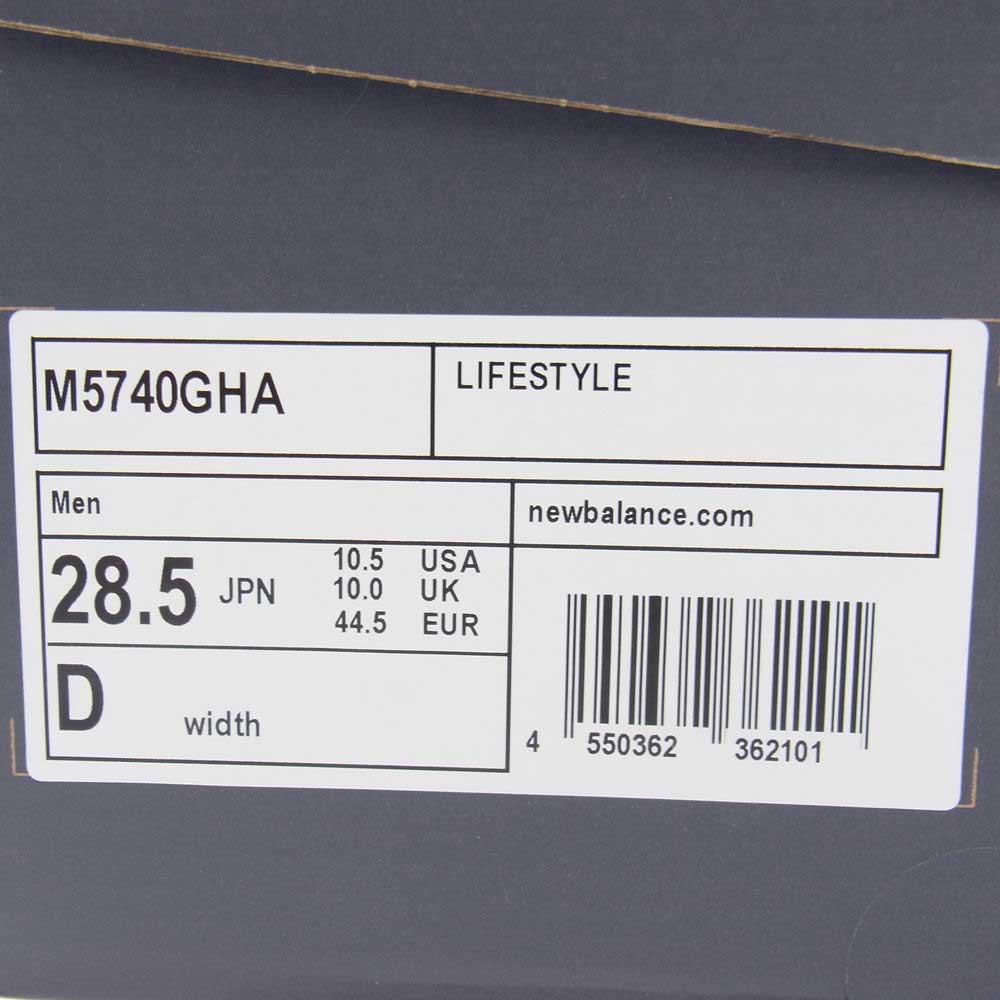 M5740GHA
LIFESTYLE
Men
newbalance.com
28.5 JPN
10.5 USA
10.0 UK
44.5 EUR
D width
4 550362 362101